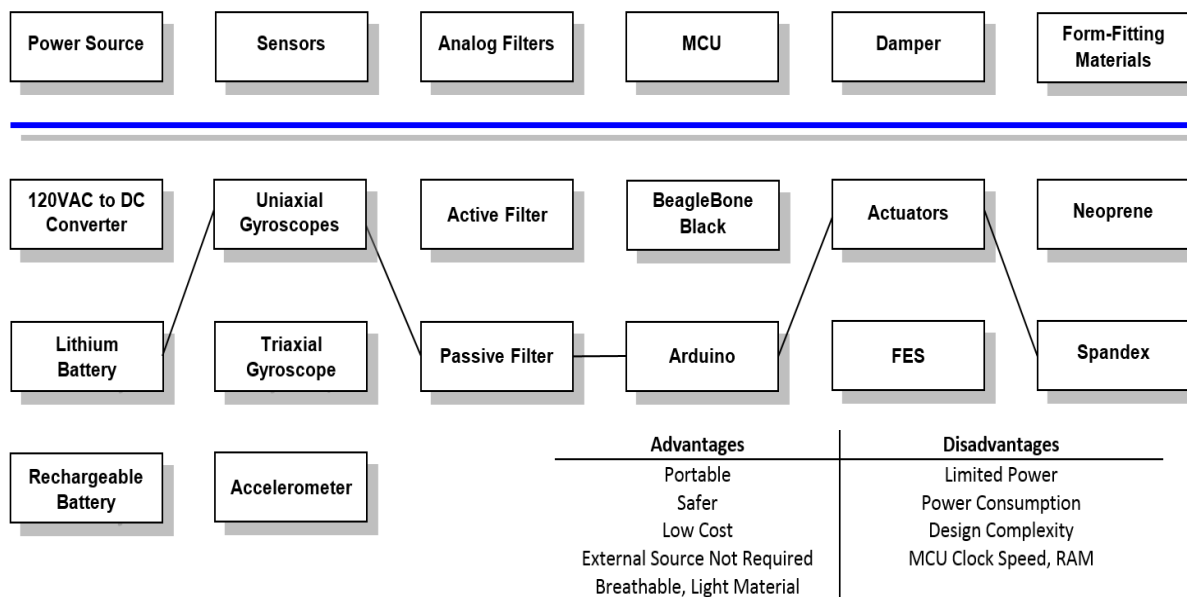 Power Source
Sensors
Analog Filters
MCU
Damper
Form-Fitting
Materials
120VAC to DC
Converter
Uniaxial
Gyroscopes
Active Filter
BeagleBone
Black
Actuators
Neoprene
Lithium
Battery
Triaxial
Gyroscope
Passive Filter
Arduino
FES
Spandex
Rechargeable
Battery
Accelerometer
Advantages
Portable
Safer
Low Cost
External Source Not Required
Breathable, Light Material
Disadvantages
Limited Power
Power Consumption
Design Complexity
MCU Clock Speed, RAM